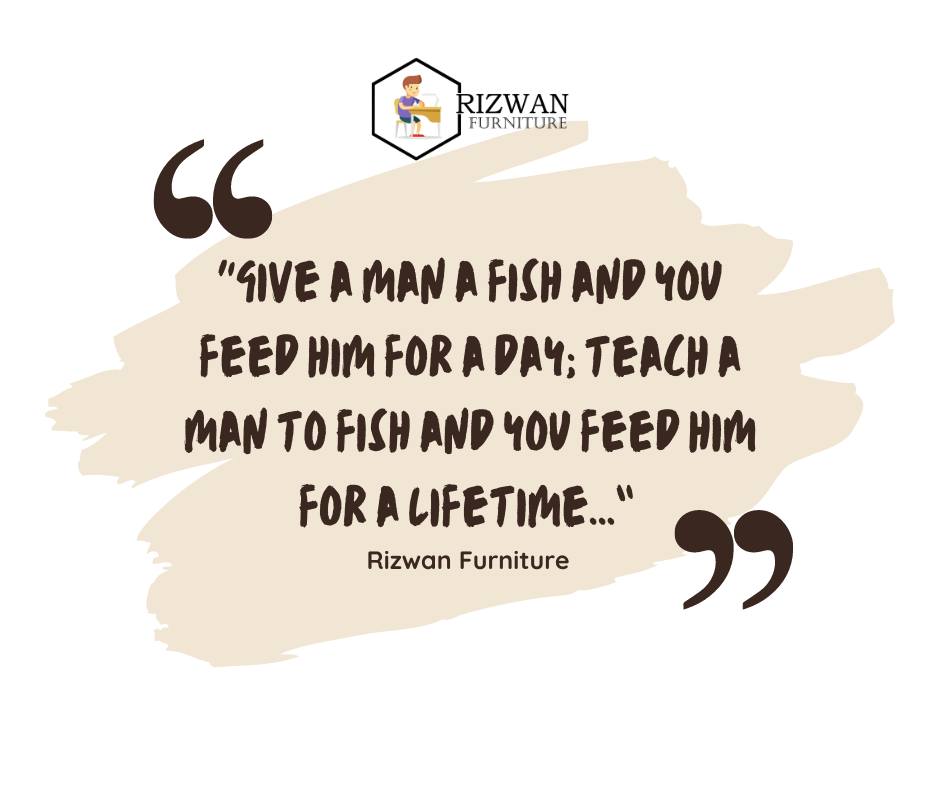 RIZWAN
FURNITURE
“
"GIVE A MAN A FISH AND YOU
FEED HIM FOR A DAY; TEACH A
MAN TO FISH AND YOU FEED HIM
FOR A LIFETIME..."
Rizwan Furniture
”